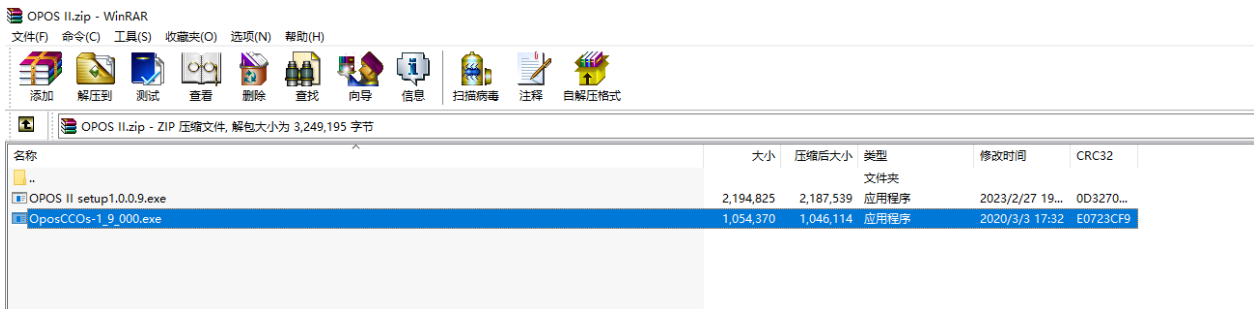 OPOS II.zip - WinRAR
文件(F) 命令(C) 工具(S) 收藏夹(O) 选项(N) 帮助(H)
添加 解压到 测试 查看 删除 查找 向导 信息 扫描病毒 注释 自解压格式
OPOS II.zip - ZIP 压缩文件, 解包大小为 3,249,195 字节
名称 大小 压缩后大小 类型 修改时间 CRC32
.. 文件夹
OPOS II setup1.0.0.9.exe 2,194,825 2,187,539 应用程序 2023/2/27 19... 0D3270...
OposCCOs-1_9_000.exe 1,054,370 1,046,114 应用程序 2020/3/3 17:32 E0723CF9